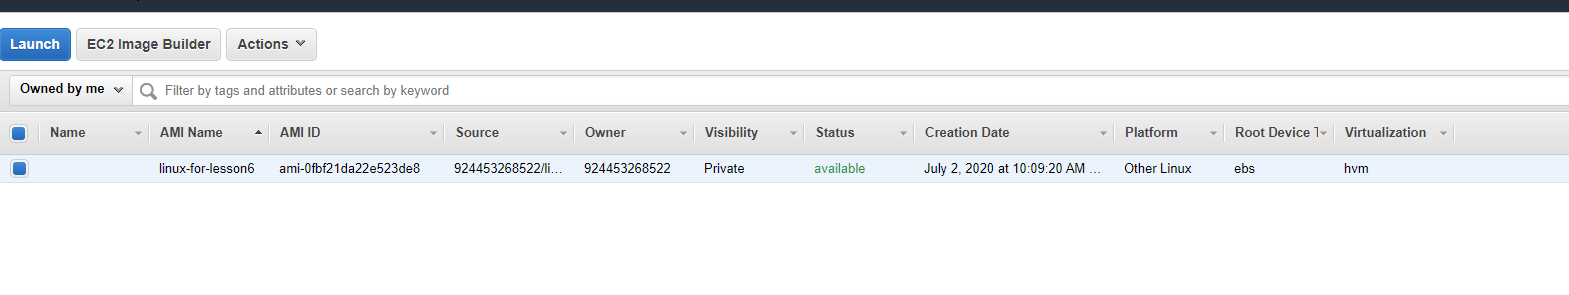 Launch EC2 Image Builder Actions
Owned by me Filter by tags and attributes or search by keyword
Name AMI Name AMI ID Source Owner Visibility Status Creation Date Platform Root Device T Virtualization
linux-for-lesson6 ami-0fbf21da22e523de8 924453268522/li... 924453268522 Private available July 2, 2020 at 10:09:20 AM ... Other Linux ebs hvm